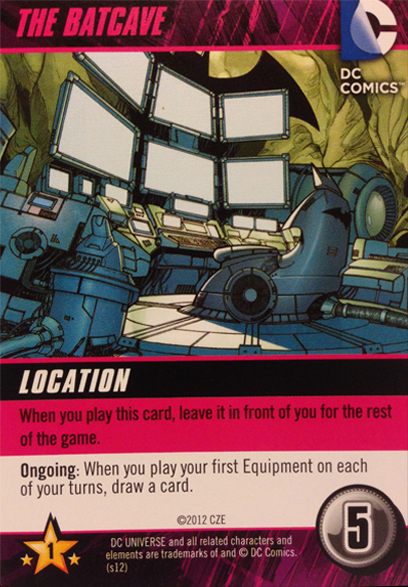 THE BATCAVE
DC
COMICS™
LOCATION
When you play this card, leave it in front of you for the rest
of the game.
Ongoing: When you play your first Equipment on each
of your turns, draw a card.
©2012 CZE
1
DC UNIVERSE and all related characters and
elements are trademarks of and © DC Comics.
(s12)
5